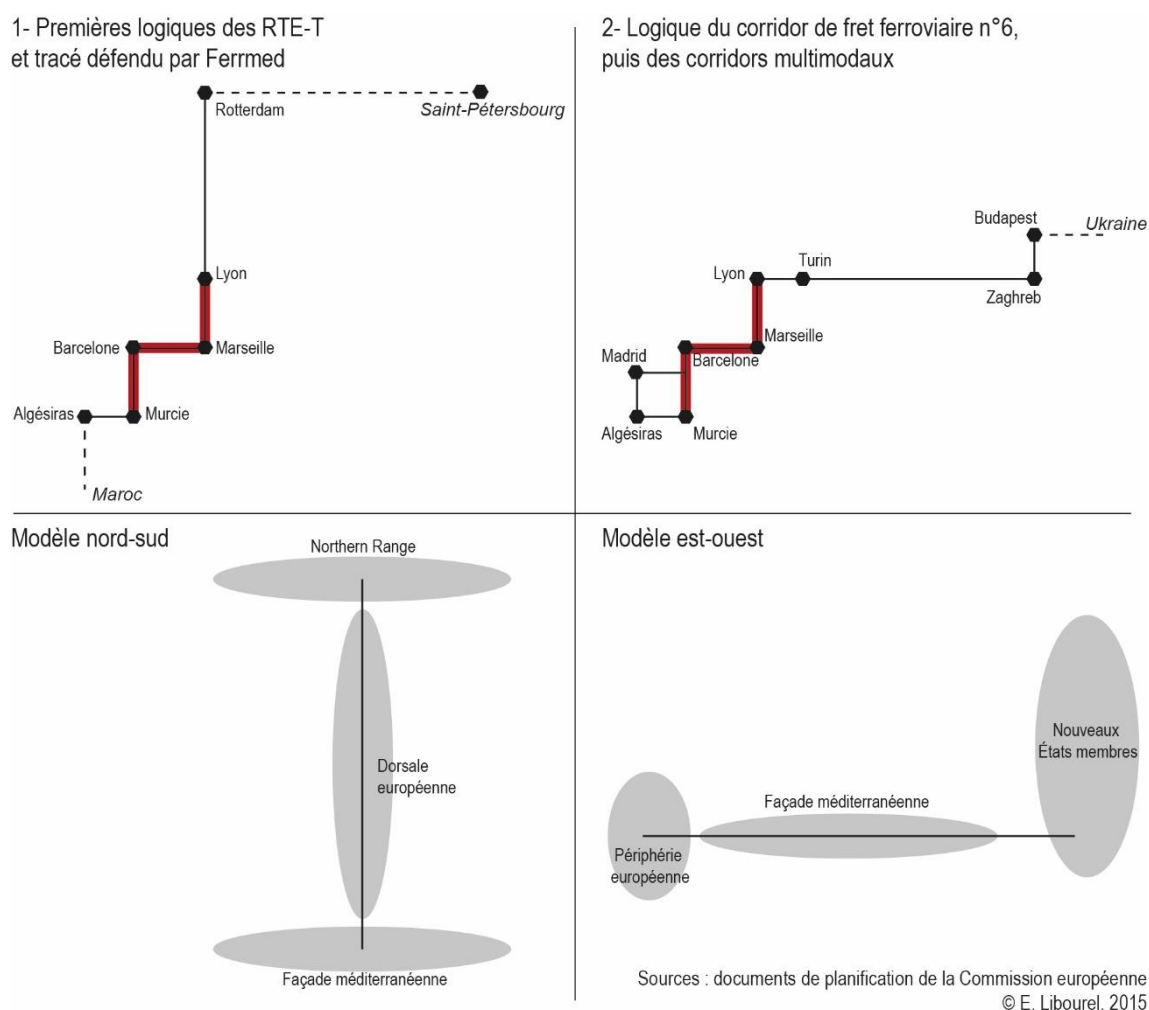 1- Premières logiques des RTE-T
et tracé défendu par Ferrmed
Rotterdam
Saint-Pétersbourg
Lyon
Barcelone
Marseille
Algésiras
Murcie
Maroc
2- Logique du corridor de fret ferroviaire n°6,
puis des corridors multimodaux
Budapest
Ukraine
Lyon
Turin
Zaghreb
Marseille
Madrid
Barcelone
Algésiras
Murcie
Modèle nord-sud
Northern Range
Dorsale
européenne
Façade méditerranéenne
Modèle est-ouest
Nouveaux
États membres
Façade méditerranéenne
Périphérie
européenne
Sources : documents de planification de la Commission européenne
© E. Libourel, 2015